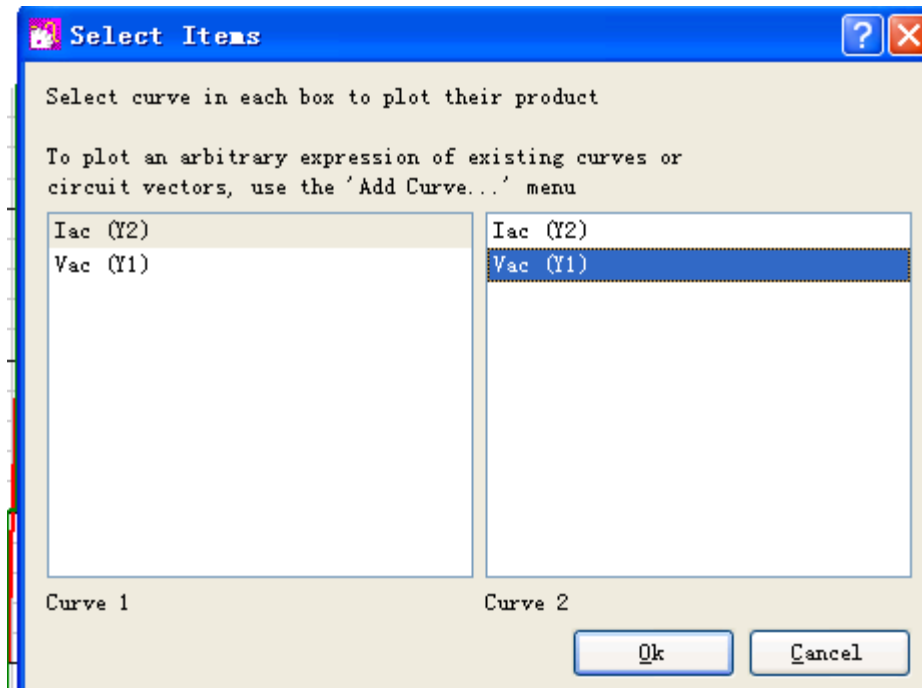 Select Items
Select curve in each box to plot their product
To plot an arbitrary expression of existing curves or
circuit vectors, use the 'Add Curve...' menu
Iac (Y2)
Vac (Y1)
Iac (Y2)
Vac (Y1)
Curve 1
Curve 2
Ok
Cancel